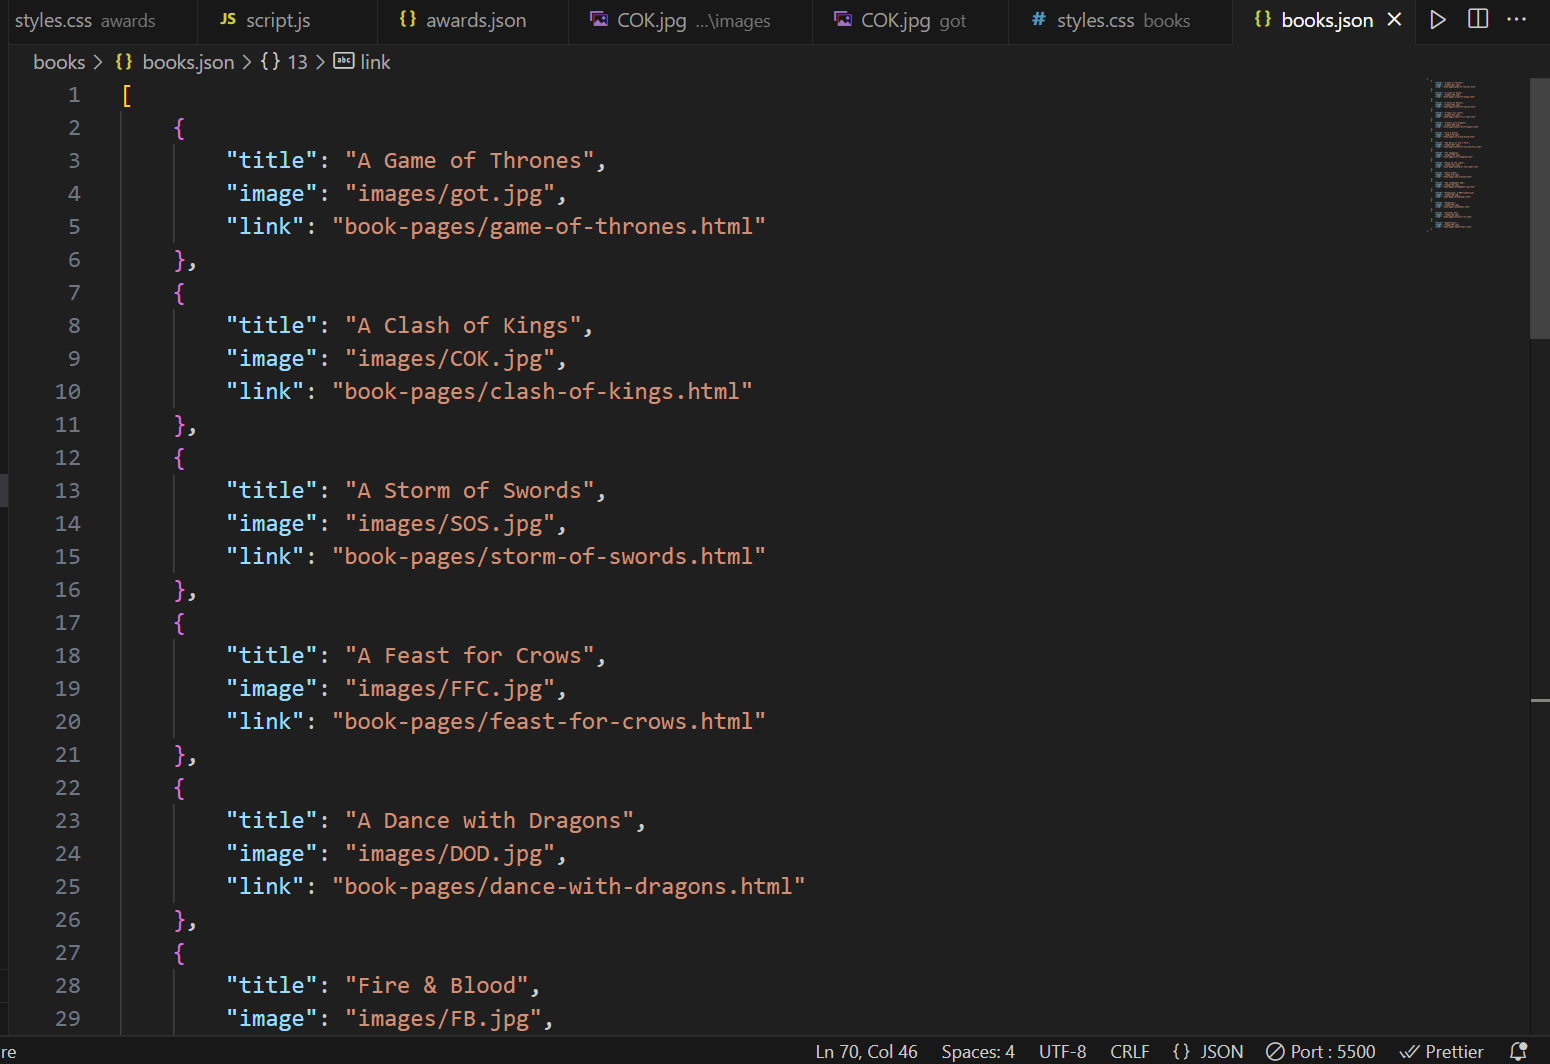 styles.css awards JS script.js {} awards.json COK.jpg ...\images COK.jpg got # styles.css books {} books.json
books > {} books.json > {} 13 > abc link
1 [
2 {
3 "title": "A Game of Thrones",
4 "image": "images/got.jpg",
5 "link": "book-pages/game-of-thrones.html"
6 },
7 {
8 "title": "A Clash of Kings",
9 "image": "images/COK.jpg",
10 "link": "book-pages/clash-of-kings.html"
11 },
12 {
13 "title": "A Storm of Swords",
14 "image": "images/SOS.jpg",
15 "link": "book-pages/storm-of-swords.html"
16 },
17 {
18 "title": "A Feast for Crows",
19 "image": "images/FFC.jpg",
20 "link": "book-pages/feast-for-crows.html"
21 },
22 {
23 "title": "A Dance with Dragons",
24 "image": "images/DOD.jpg",
25 "link": "book-pages/dance-with-dragons.html"
26 },
27 {
28 "title": "Fire & Blood",
29 "image": "images/FB.jpg",
re Ln 70, Col 46 Spaces: 4 UTF-8 CRLF {} JSON Port : 5500 Prettier